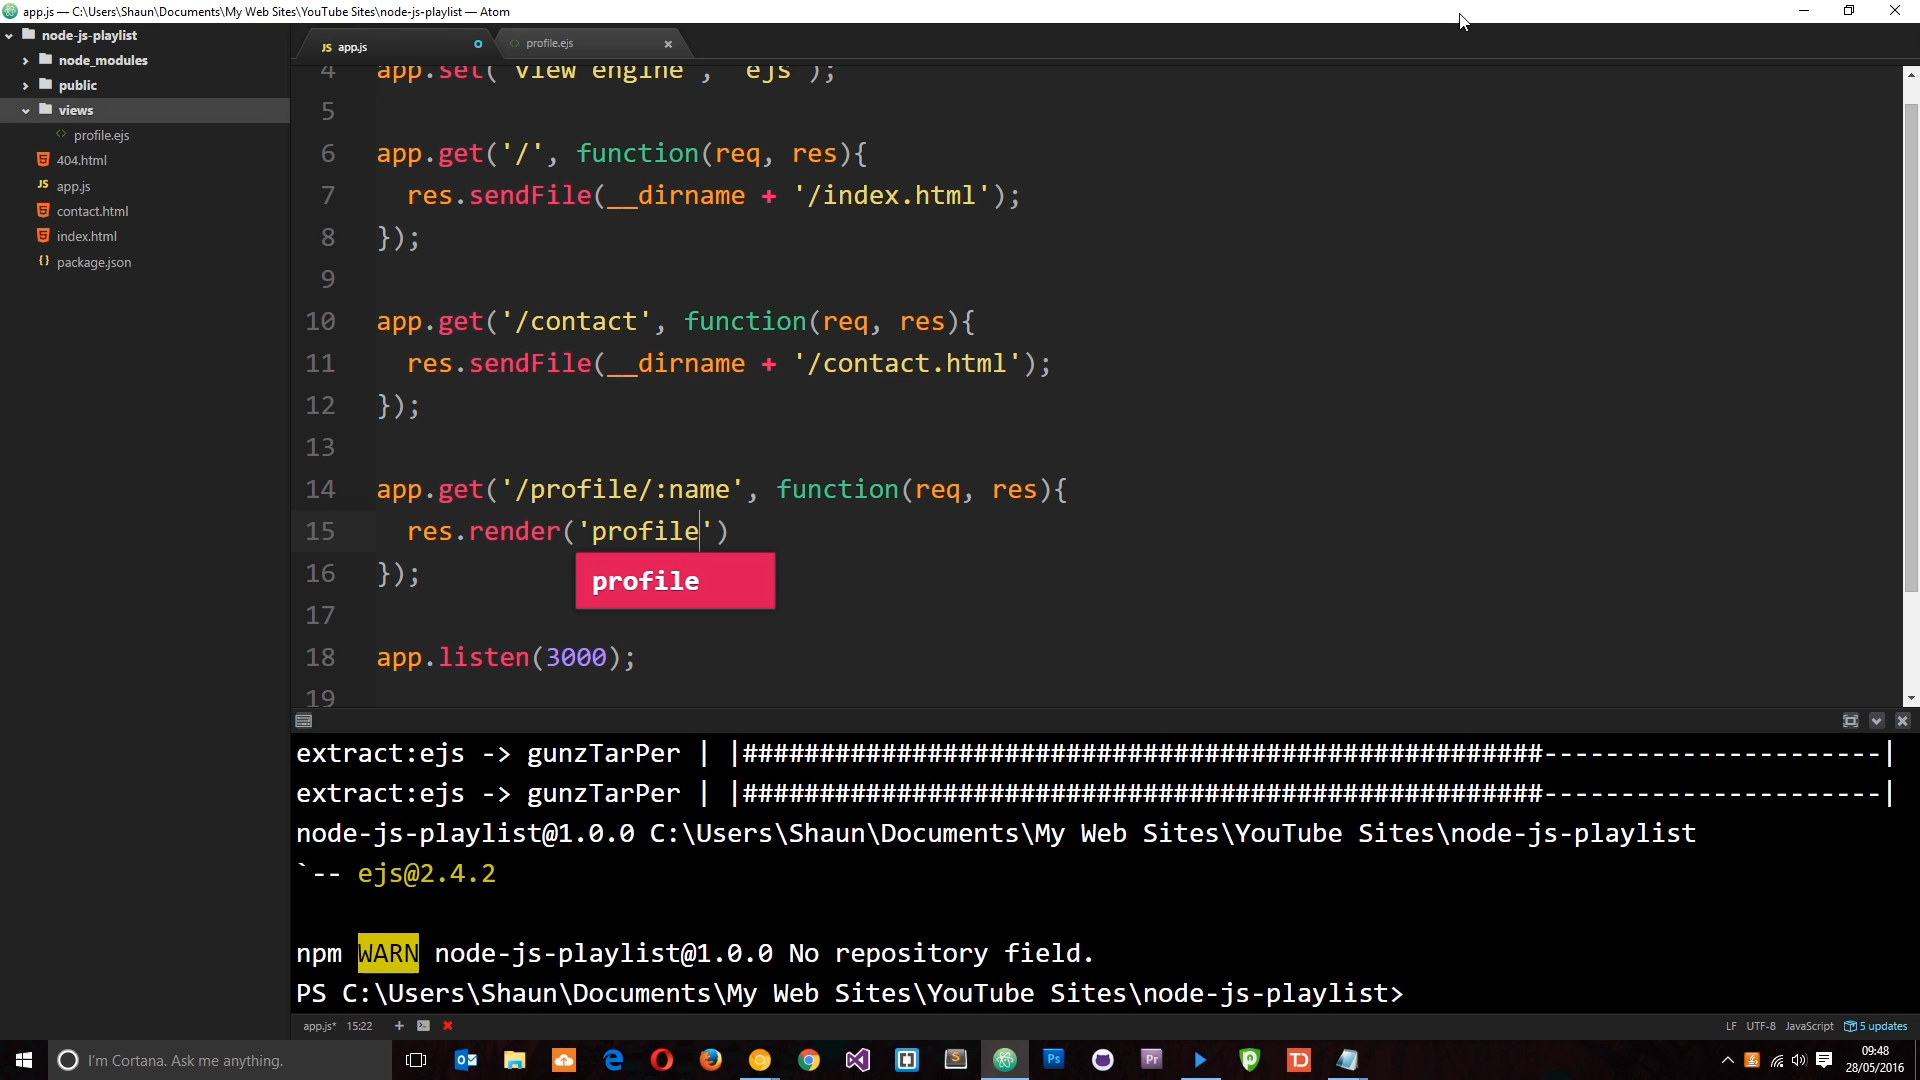 app.js — C:\Users\Shaun\Documents\My Web Sites\YouTube Sites\node-js-playlist — Atom
node-js-playlist
node_modules
public
views
profile.ejs
404.html
JS app.js
contact.html
index.html
{} package.json
JS app.js
profile.ejs
4 app.set('view engine', 'ejs');
5
6 app.get('/', function(req, res){
7 res.sendFile(__dirname + '/index.html');
8 });
9
10 app.get('/contact', function(req, res){
11 res.sendFile(__dirname + '/contact.html');
12 });
13
14 app.get('/profile/:name', function(req, res){
15 res.render('profile')
profile
16 });
17
18 app.listen(3000);
19
extract:ejs -> gunzTarPer | |####################################################----------------------|
extract:ejs -> gunzTarPer | |####################################################----------------------|
node-js-playlist@1.0.0 C:\Users\Shaun\Documents\My Web Sites\YouTube Sites\node-js-playlist
`-- ejs@2.4.2
npm WARN node-js-playlist@1.0.0 No repository field.
PS C:\Users\Shaun\Documents\My Web Sites\YouTube Sites\node-js-playlist>
app.js* 15:22
LF UTF-8 JavaScript 5 updates
I'm Cortana. Ask me anything.
Ps
Pr
TD
09:48
28/05/2016